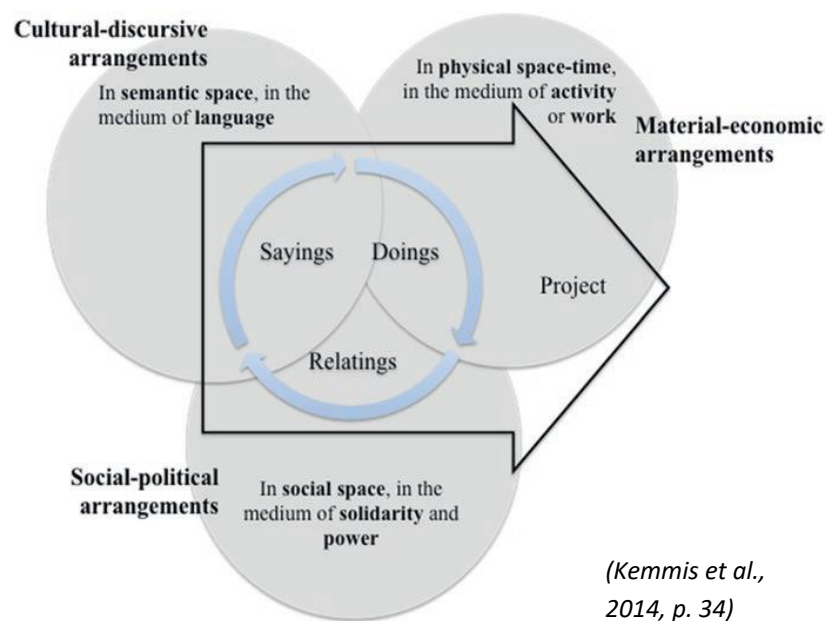 Cultural-discursive
arrangements
In semantic space, in the
medium of language
In physical space-time,
in the medium of activity
or work
Material-economic
arrangements
Sayings
Doings
Project
Relatings
Social-political
arrangements
In social space, in the
medium of solidarity and
power
(Kemmis et al.,
2014, p. 34)